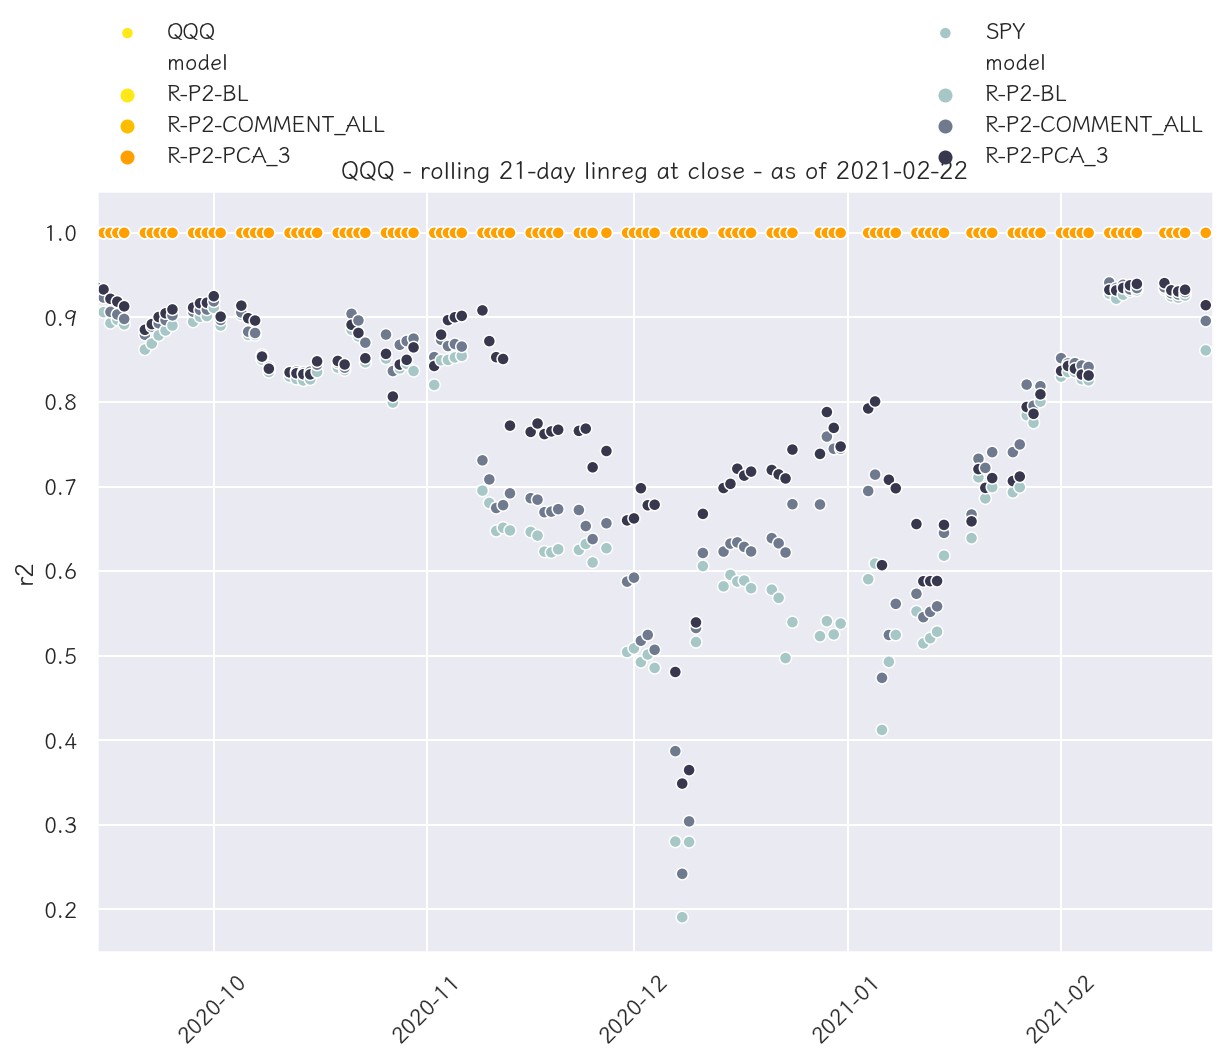 QQQ
model
R-P2-BL
R-P2-COMMENT_ALL
R-P2-PCA_3
SPY
model
R-P2-BL
R-P2-COMMENT_ALL
R-P2-PCA_3
QQQ - rolling 21-day linreg at close - as of 2021-02-22
1.0
0.9
0.8
0.7
0.6
0.5
0.4
0.3
0.2
r2
2020-10
2020-11
2020-12
2021-01
2021-02